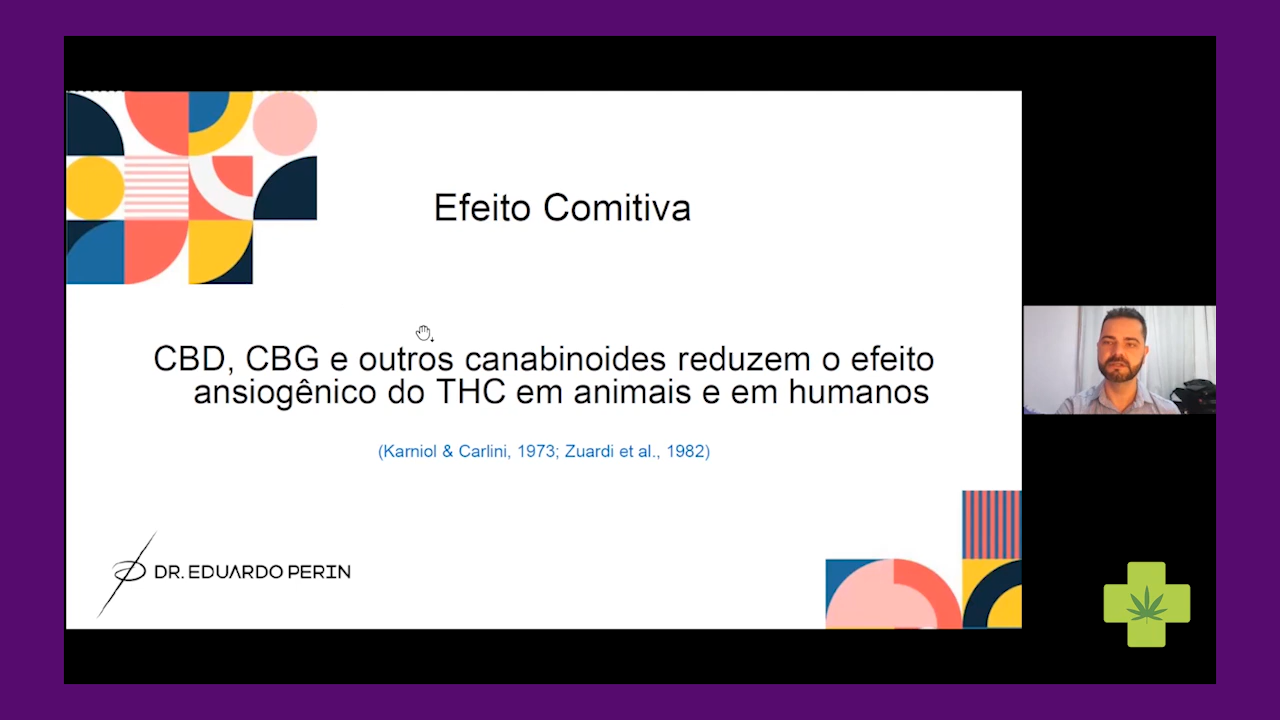 Efeito Comitiva
CBD, CBG e outros canabinoides reduzem o efeito
ansiogênico do THC em animais e em humanos
(Karniol & Carlini, 1973; Zuardi et al., 1982)
DR. EDUARDO PERIN